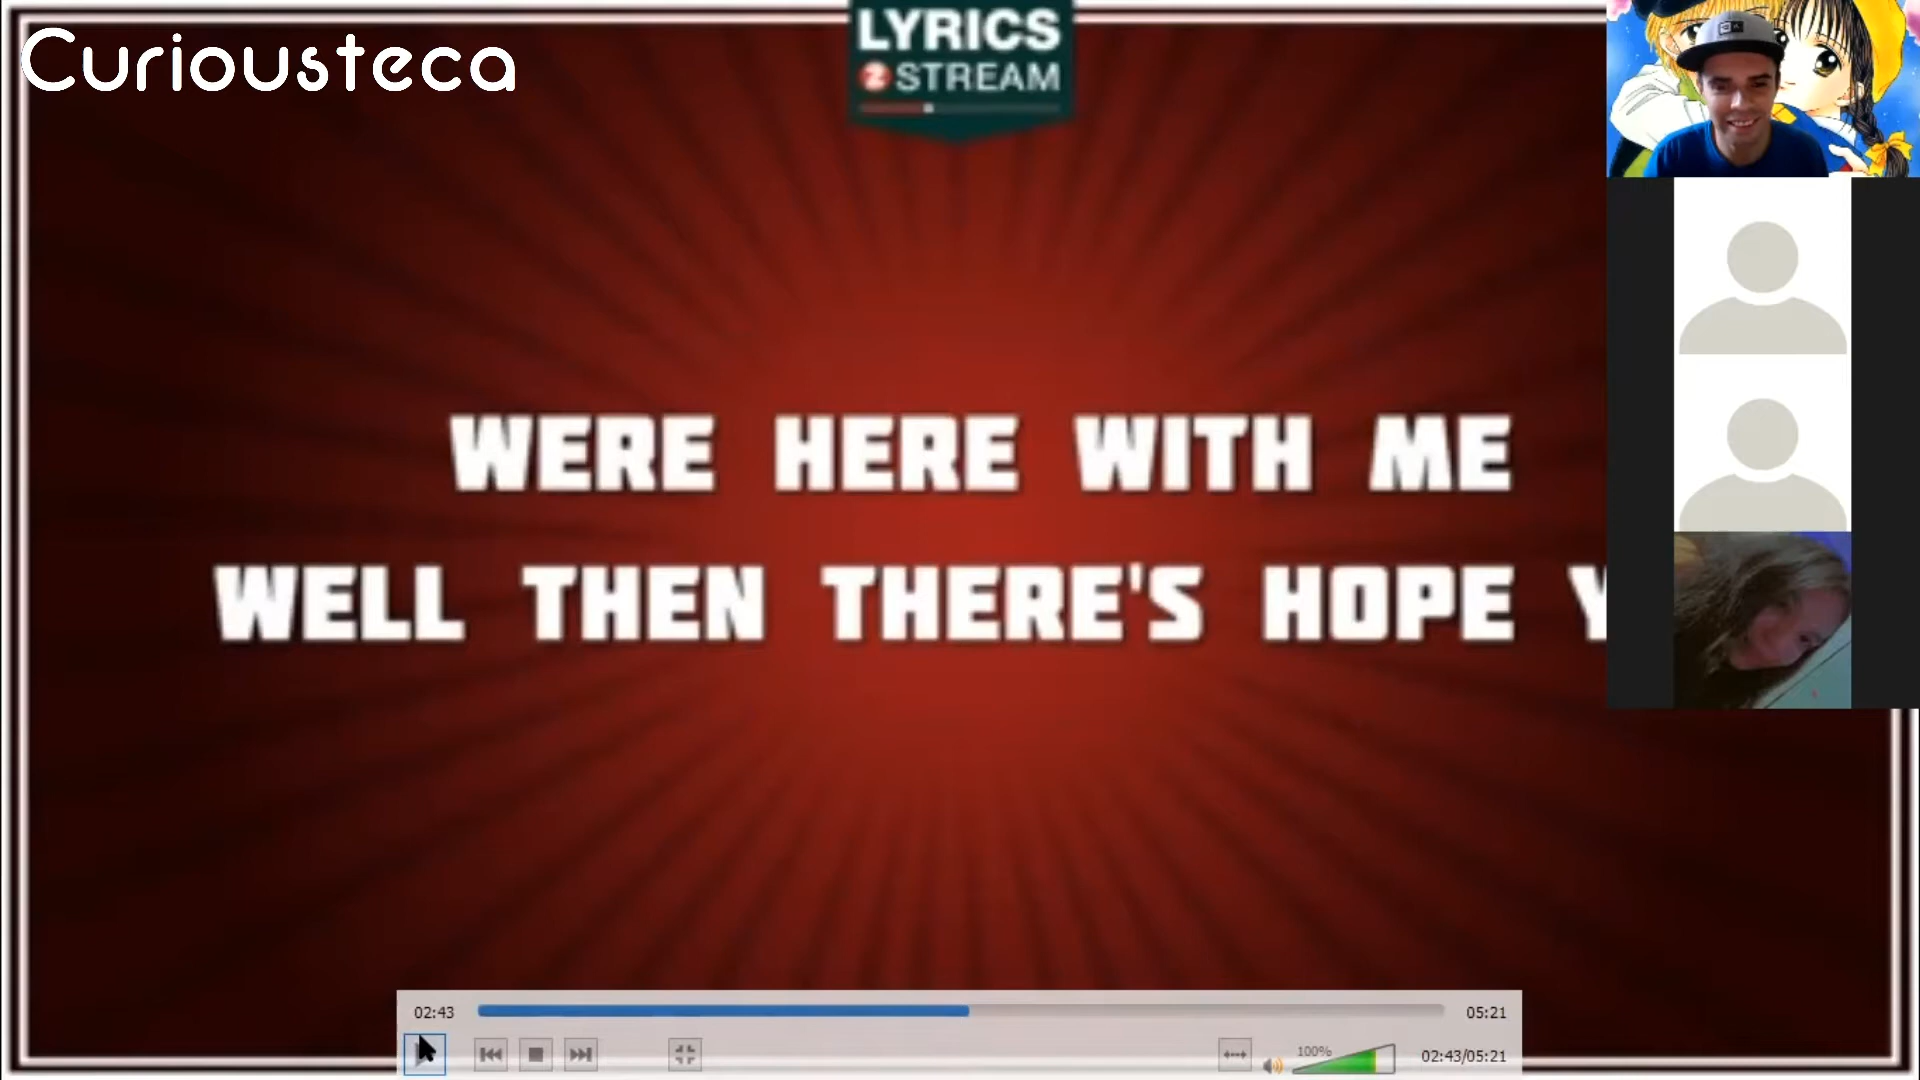 Curiousteca
LYRICS
2 STREAM
WERE HERE WITH ME
WELL THEN THERE'S HOPE Y
02:43
05:21
100%
02:43/05:21